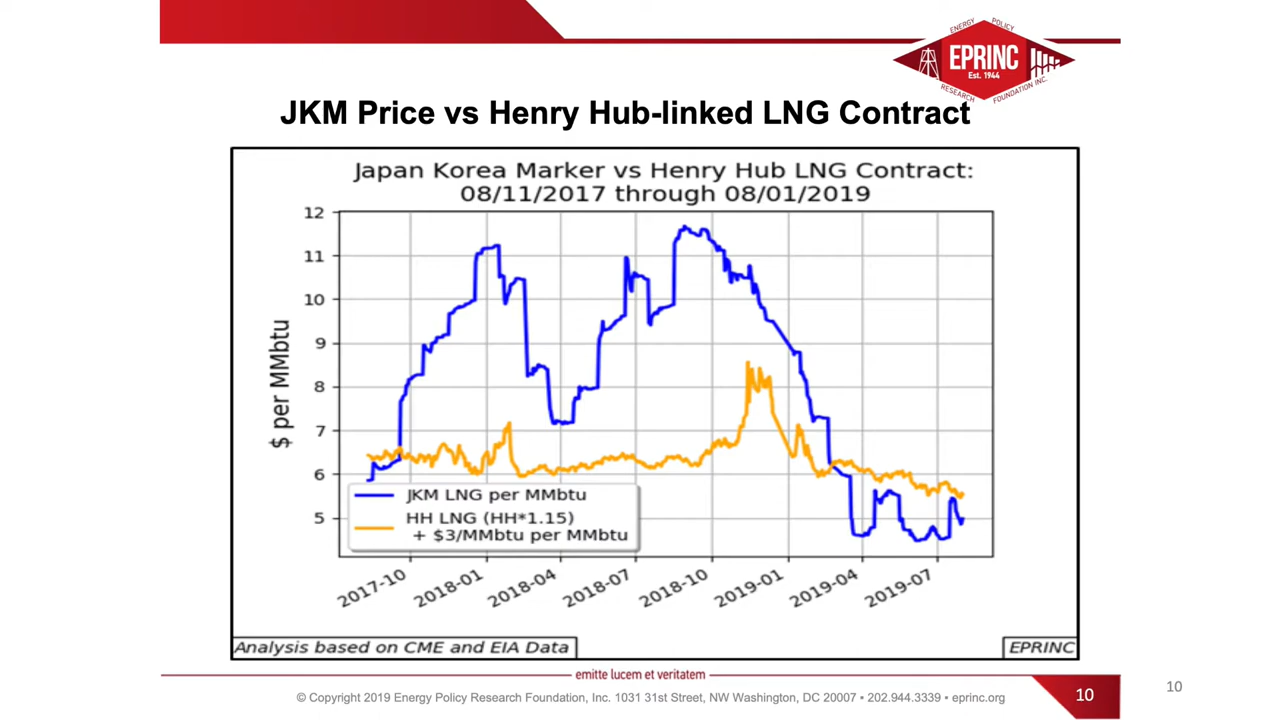 ENERGY POLICY
EPRINC
Est. 1944
RESEARCH FOUNDATION INC.
JKM Price vs Henry Hub-linked LNG Contract
Japan Korea Marker vs Henry Hub LNG Contract:
08/11/2017 through 08/01/2019
12
11
10
9
8
7
6
5
$ per MMbtu
JKM LNG per MMbtu
HH LNG (HH*1.15)
+ $3/MMbtu per MMbtu
2017-10
2018-01
2018-04
2018-07
2018-10
2019-01
2019-04
2019-07
Analysis based on CME and EIA Data
EPRINC
emitte lucem et veritatem
© Copyright 2019 Energy Policy Research Foundation, Inc. 1031 31st Street, NW Washington, DC 20007 • 202.944.3339 • eprinc.org
10
10